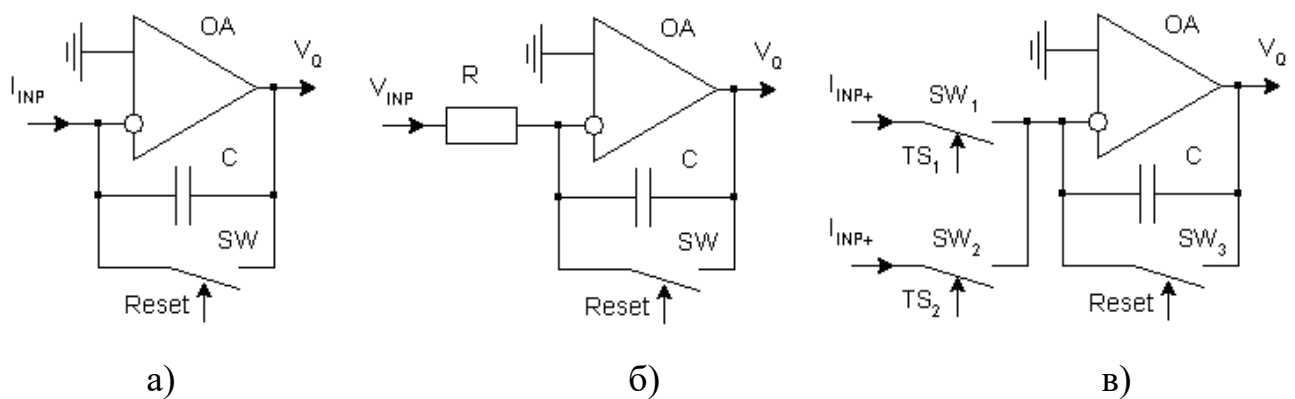 OA
V_Q
I_INP
C
SW
Reset
а)
OA
V_Q
R
V_INP
C
SW
Reset
б)
OA
V_Q
I_INP+
SW_1
TS_1
C
I_INP+
SW_2
SW_3
TS_2
Reset
в)